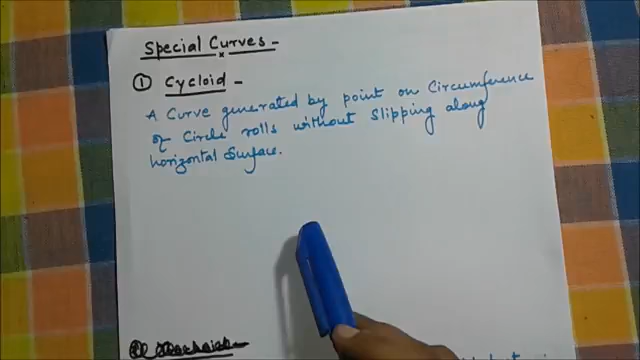 Special Curves -
① Cycloid -
A Curve generated by point on Circumference
of Circle rolls without Slipping along
horizontal Surface.